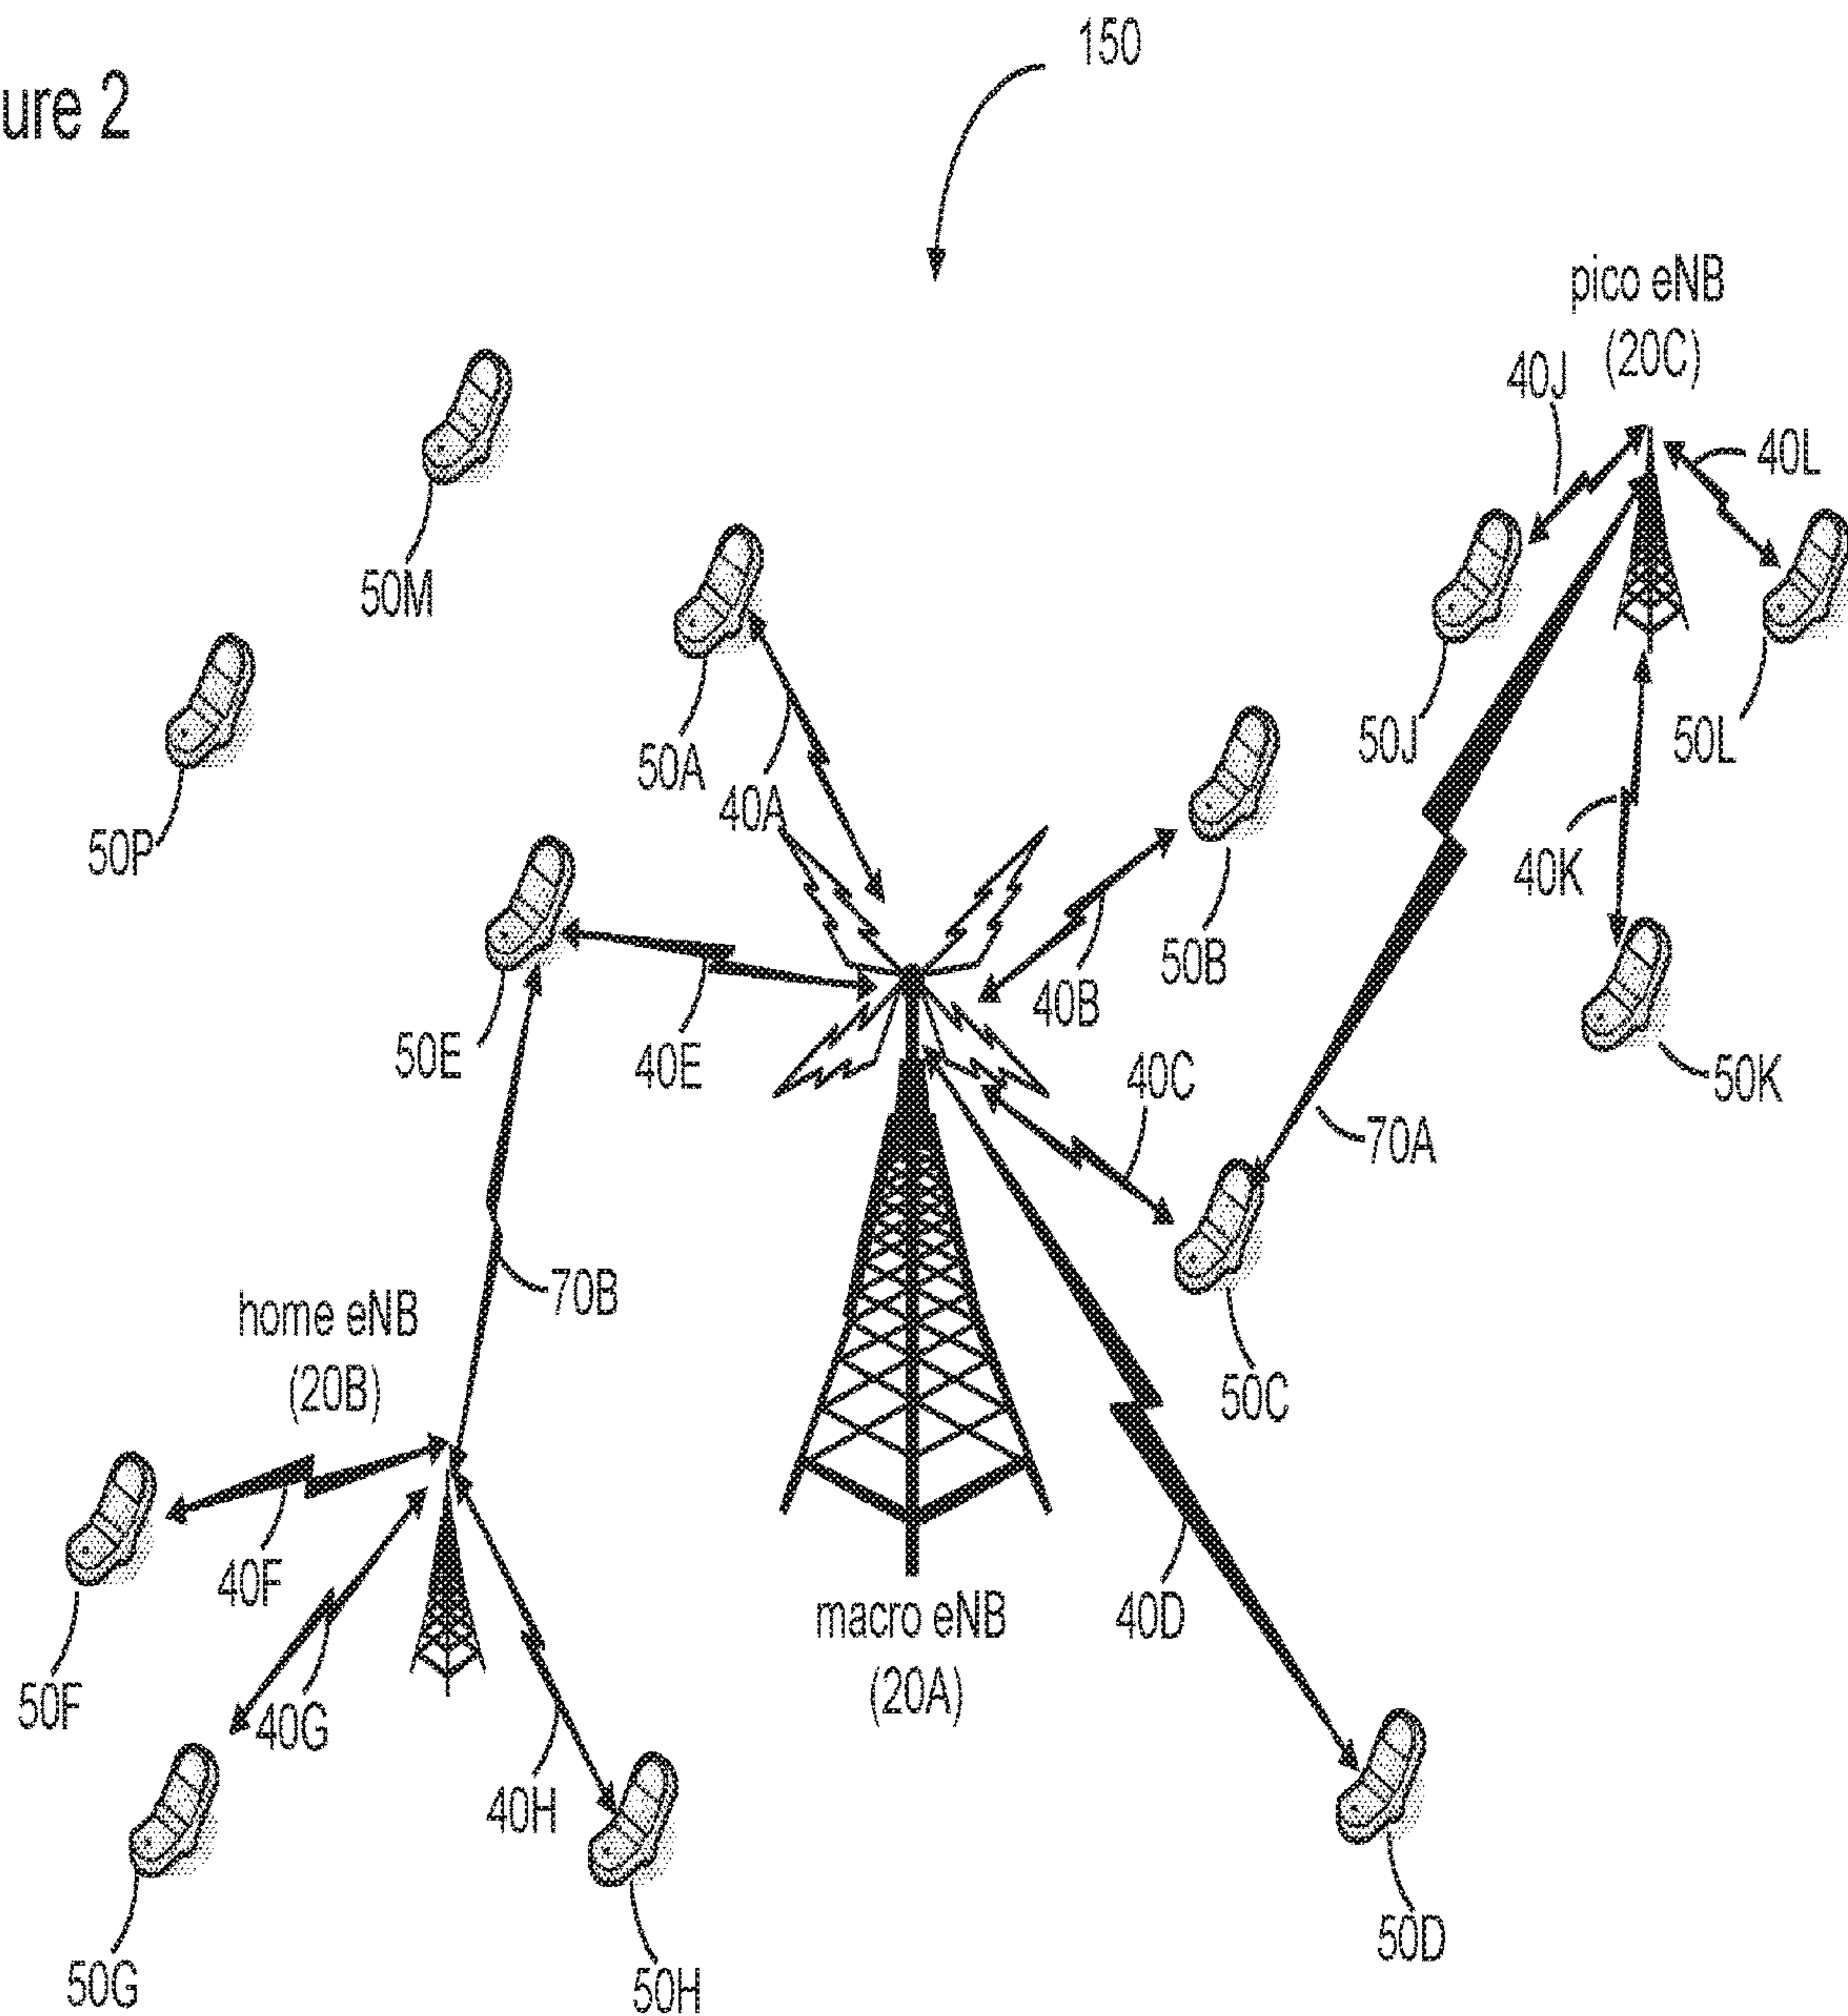 ure 2
150
pico eNB
(20C)
40J
40L
50M
50A
40A
50J
50L
50P
40K
50B
40B
50E
40E
40C
50K
70A
70B
home eNB
(20B)
50C
40F
macro eNB
(20A)
40D
50F
40G
40H
50D
50G
50H